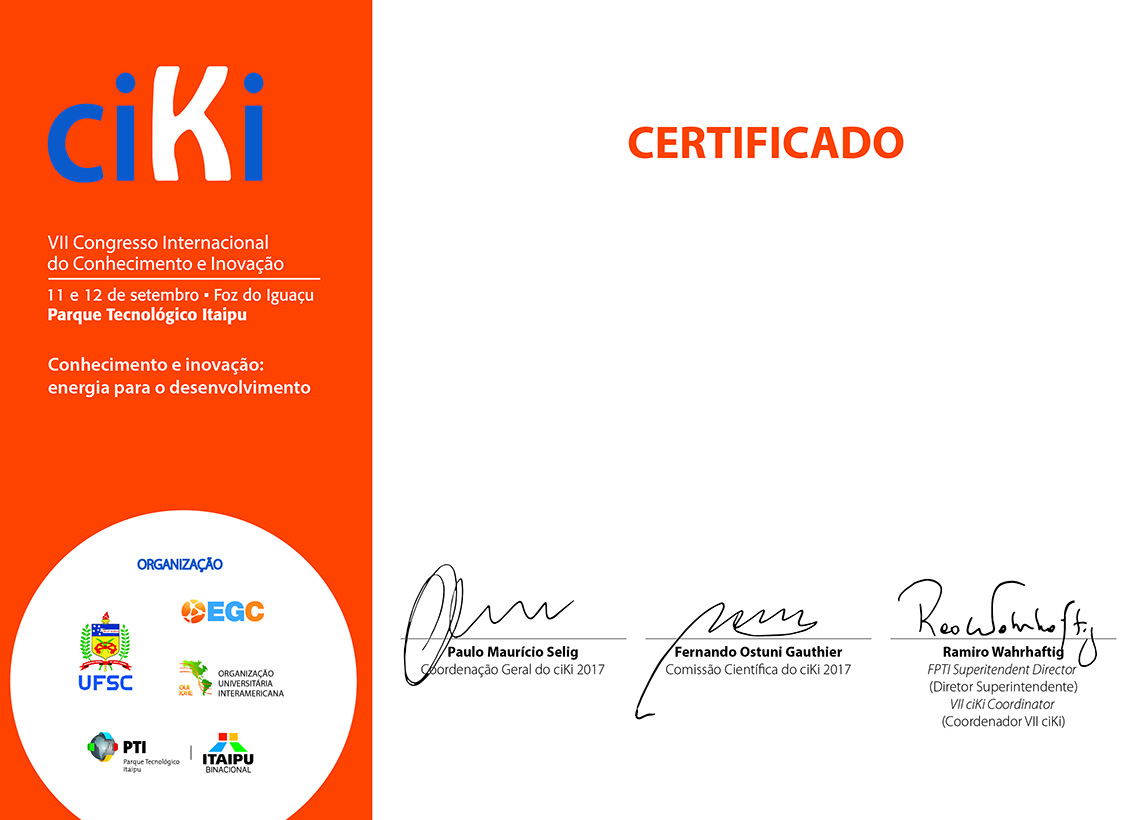 ciKi
VII Congresso Internacional
do Conhecimento e Inovação
11 e 12 de setembro ▪ Foz do Iguaçu
Parque Tecnológico Itaipu
Conhecimento e inovação:
energia para o desenvolvimento
ORGANIZAÇÃO
EGC
UFSC
OUI
IOHE
ORGANIZAÇÃO
UNIVERSITÁRIA
INTERAMERICANA
PTI
Parque Tecnológico
Itaipu
ITAIPU
BINACIONAL
CERTIFICADO
Paulo Maurício Selig
Coordenação Geral do ciKi 2017
Fernando Ostuni Gauthier
Comissão Científica do ciKi 2017
Ramiro Wahrhaftig
FPTI Superitendent Director
(Diretor Superintendente)
VII ciKi Coordinator
(Coordenador VII ciKi)